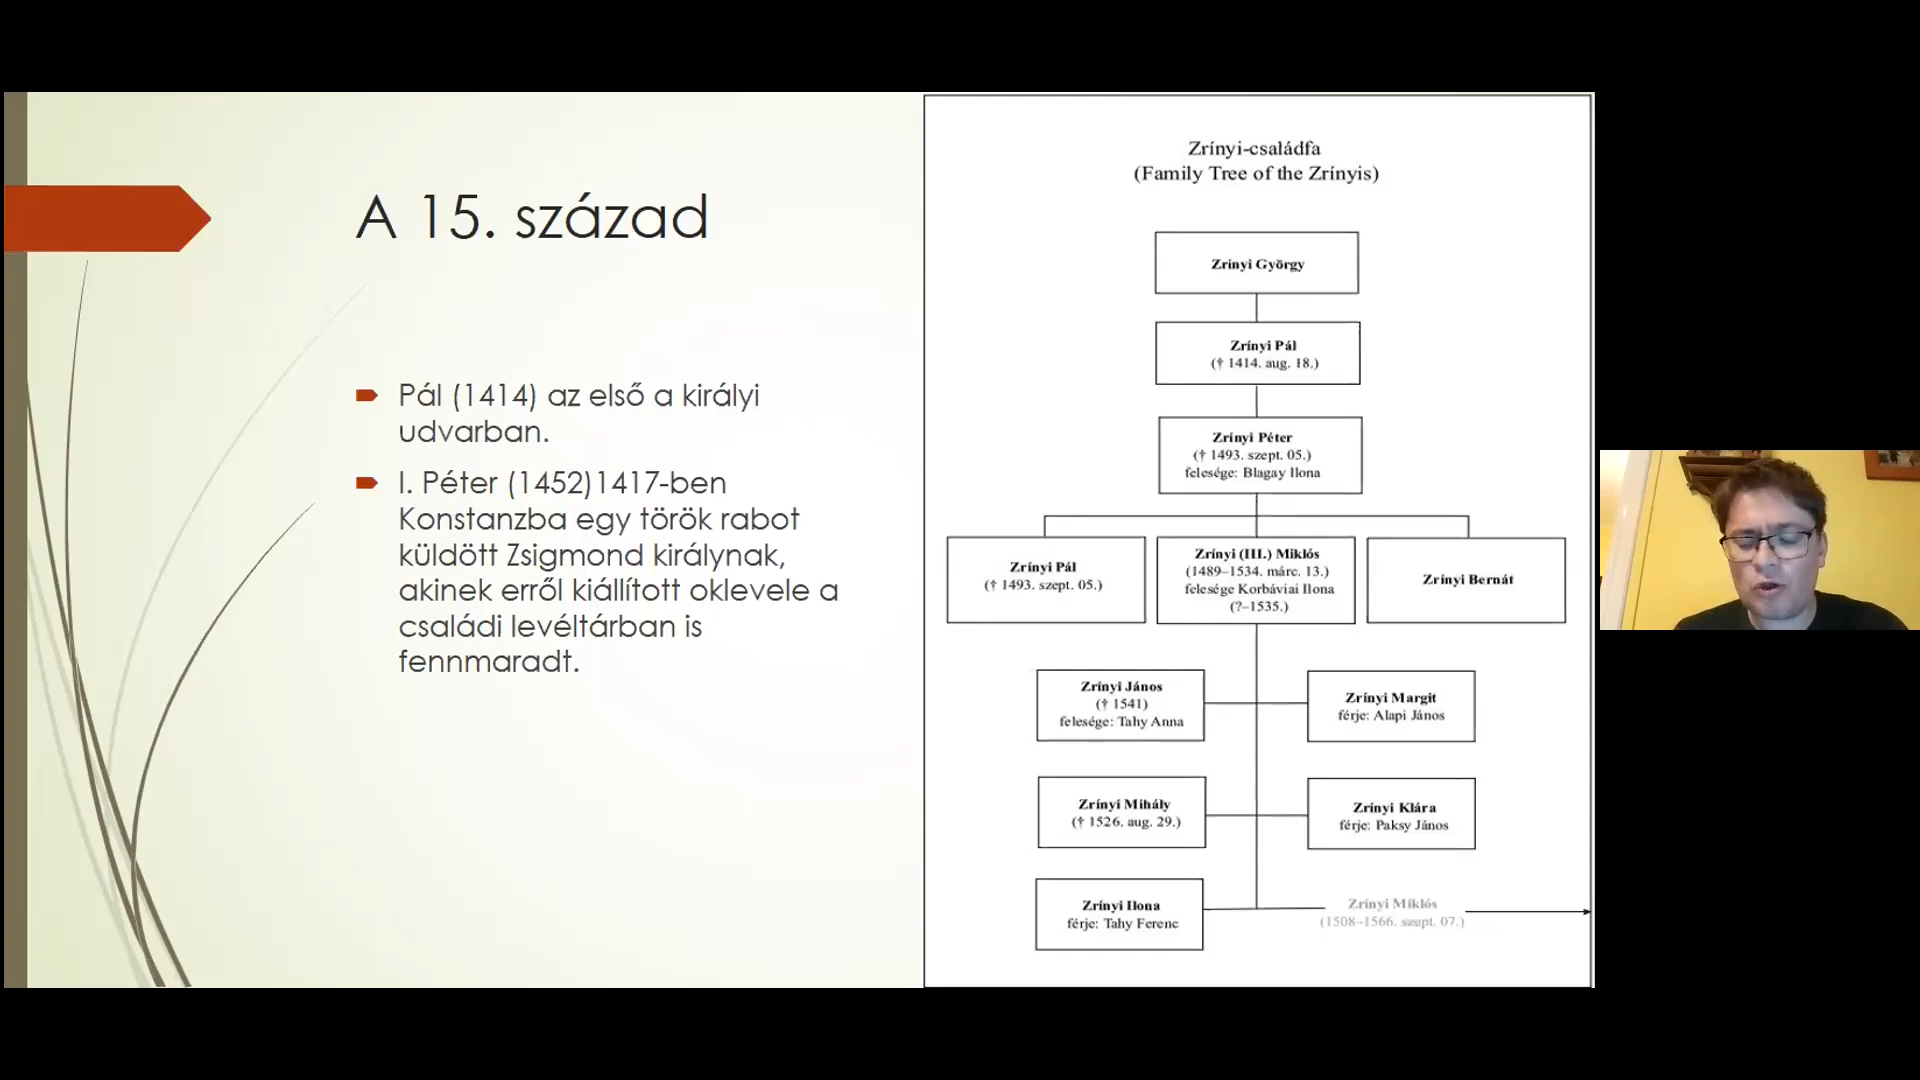 A 15. század
Pál (1414) az első a királyi
udvarban.
I. Péter (1452)1417-ben
Konstanzba egy török rabot
küldött Zsigmond királynak,
akinek erről kiállított oklevele a
családi levéltárban is
fennmaradt.
Zrínyi-családfa
(Family Tree of the Zrínyis)
Zrínyi György
Zrínyi Pál
(† 1414. aug. 18.)
Zrínyi Péter
(† 1493. szept. 05.)
felesége: Blagay Ilona
Zrínyi Pál
(† 1493. szept. 05.)
Zrínyi (III.) Miklós
(1489–1534. márc. 13.)
felesége Korbáviai Ilona
(?–1535.)
Zrínyi Bernát
Zrínyi János
(† 1541)
felesége: Tahy Anna
Zrínyi Margit
férje: Alapi János
Zrínyi Mihály
(† 1526. aug. 29.)
Zrínyi Klára
férje: Paksy János
Zrínyi Ilona
férje: Tahy Ferenc
Zrínyi Miklós
(1508–1566. szept. 07.)